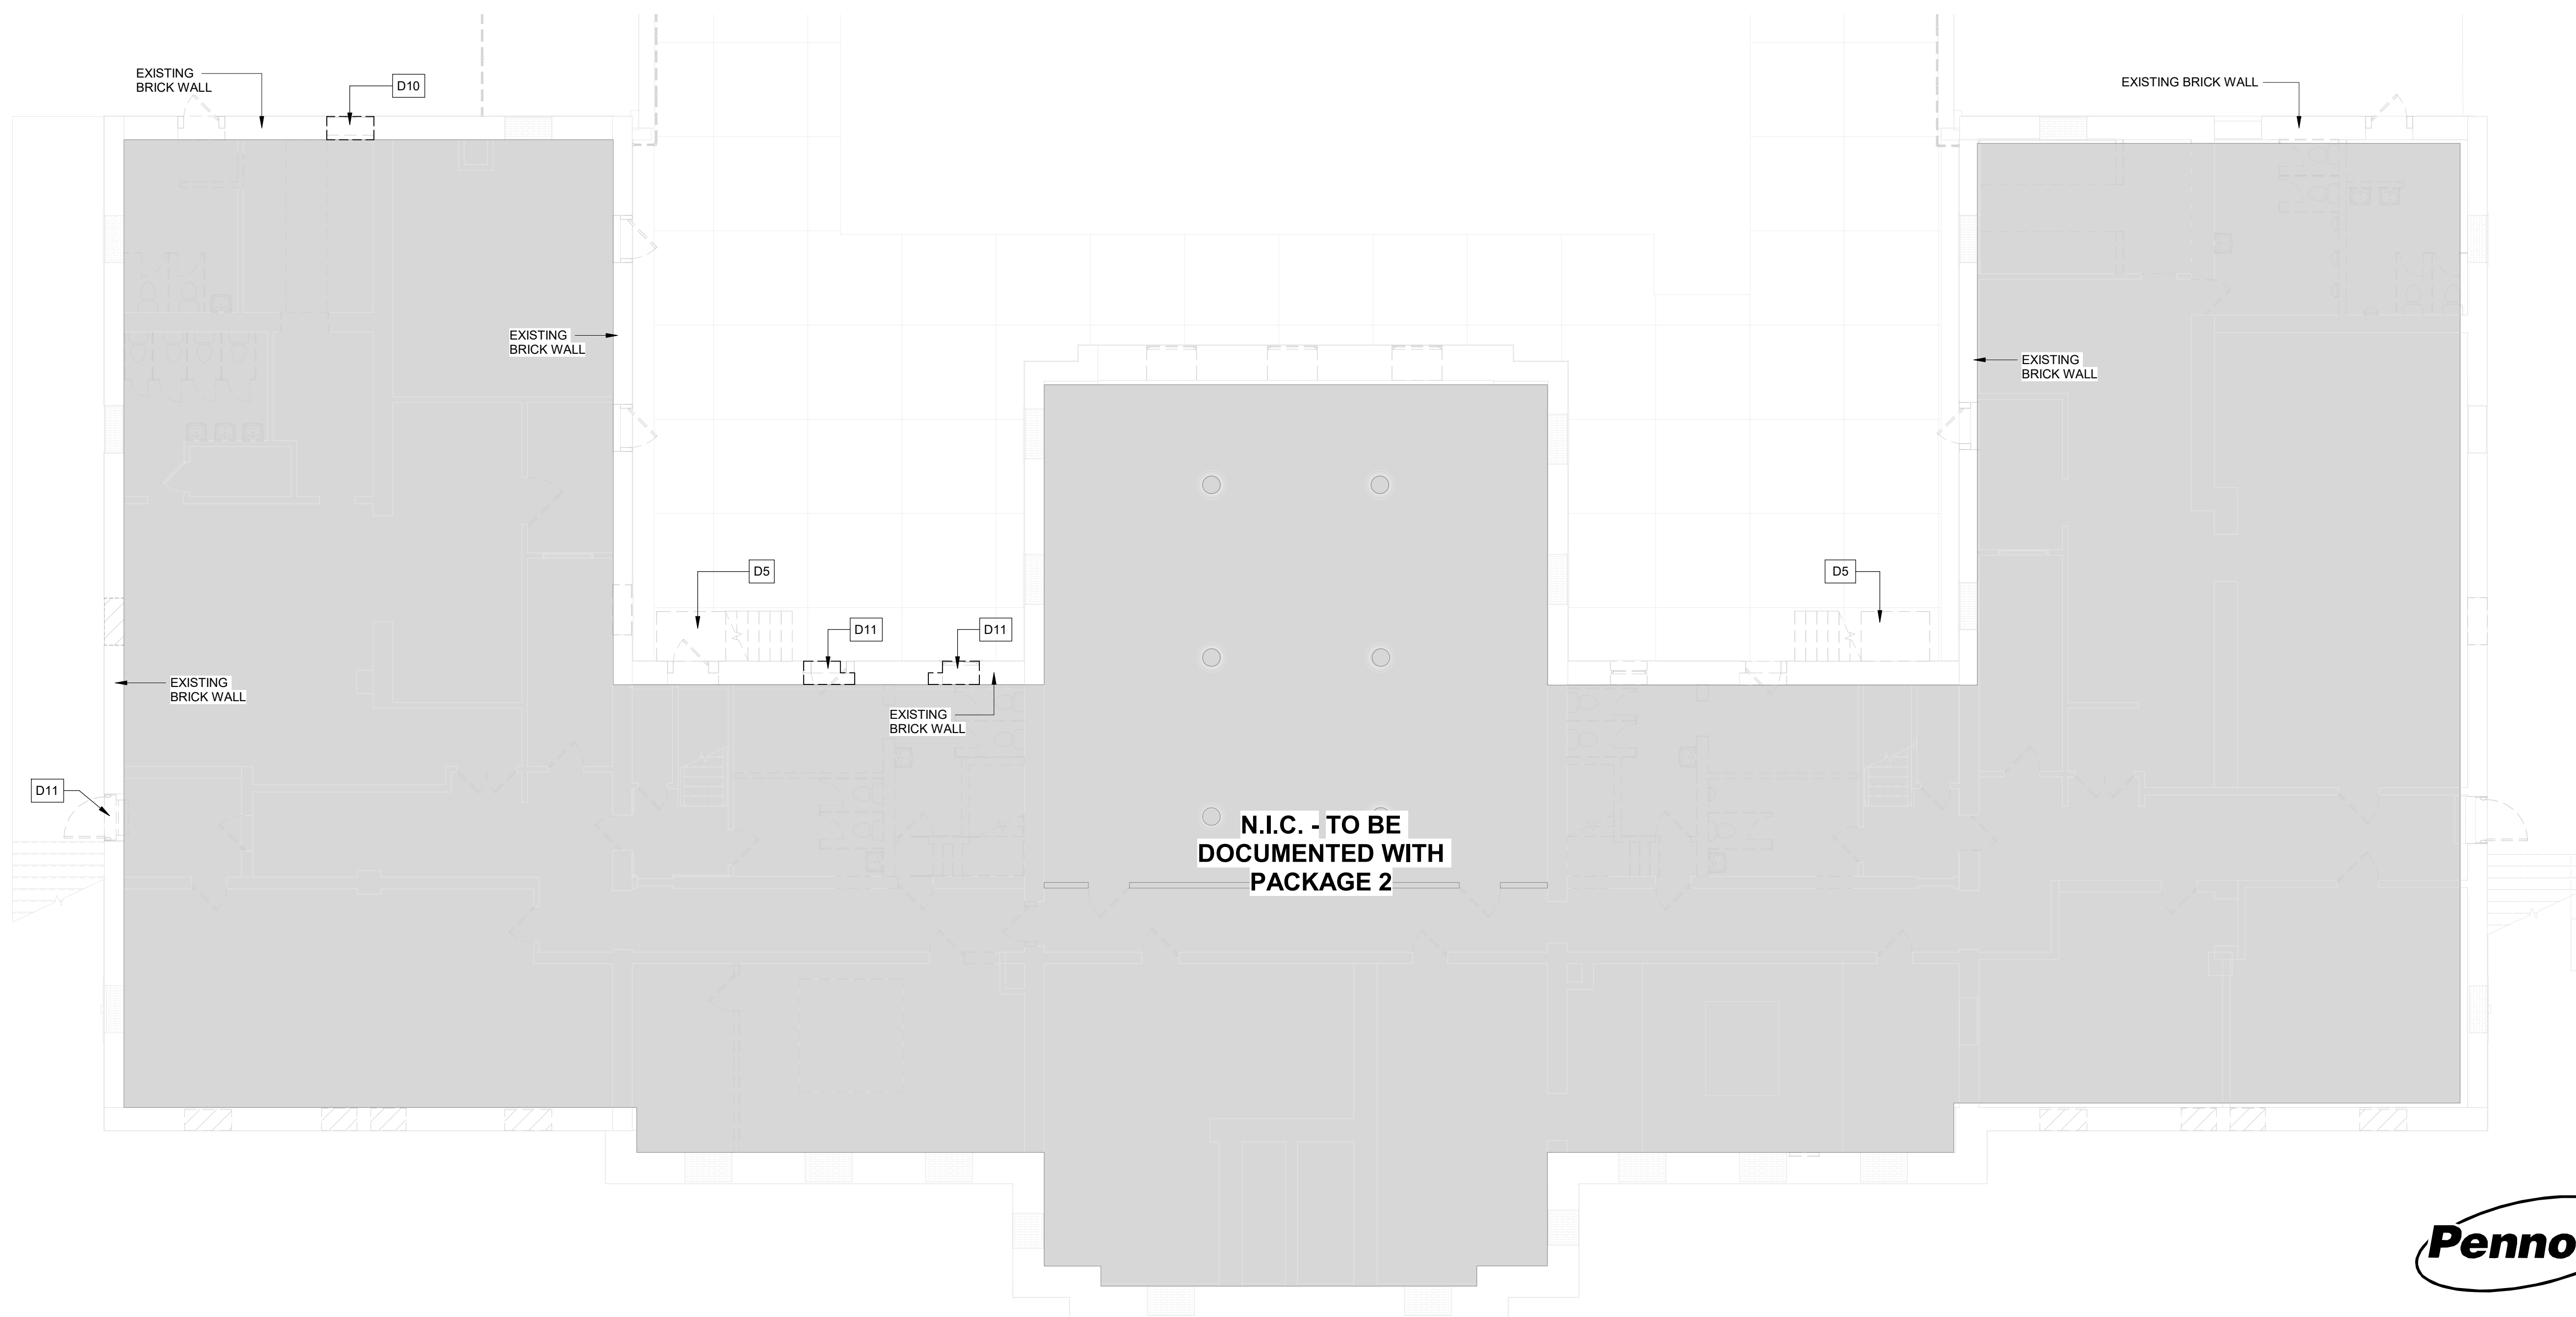 EXISTING
BRICK WALL
D10
EXISTING BRICK WALL
EXISTING
BRICK WALL
EXISTING
BRICK WALL
D5
D5
D11
D11
EXISTING
BRICK WALL
EXISTING
BRICK WALL
D11
N.I.C. - TO BE
DOCUMENTED WITH
PACKAGE 2
Penno